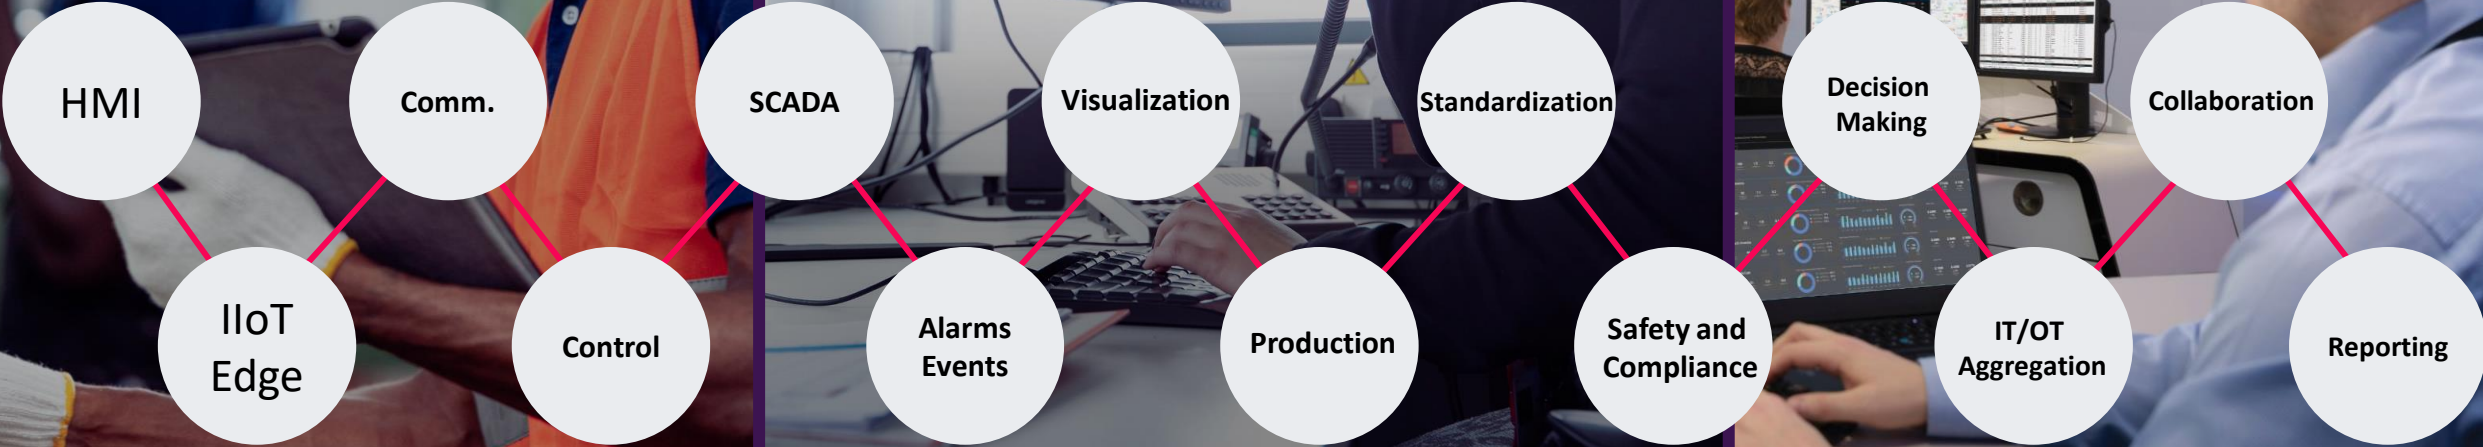 HMI
IIoT
Edge
Comm.
Control
SCADA
Alarms
Events
Visualization
Production
Standardization
Safety and
Compliance
Decision
Making
IT/OT
Aggregation
Collaboration
Reporting